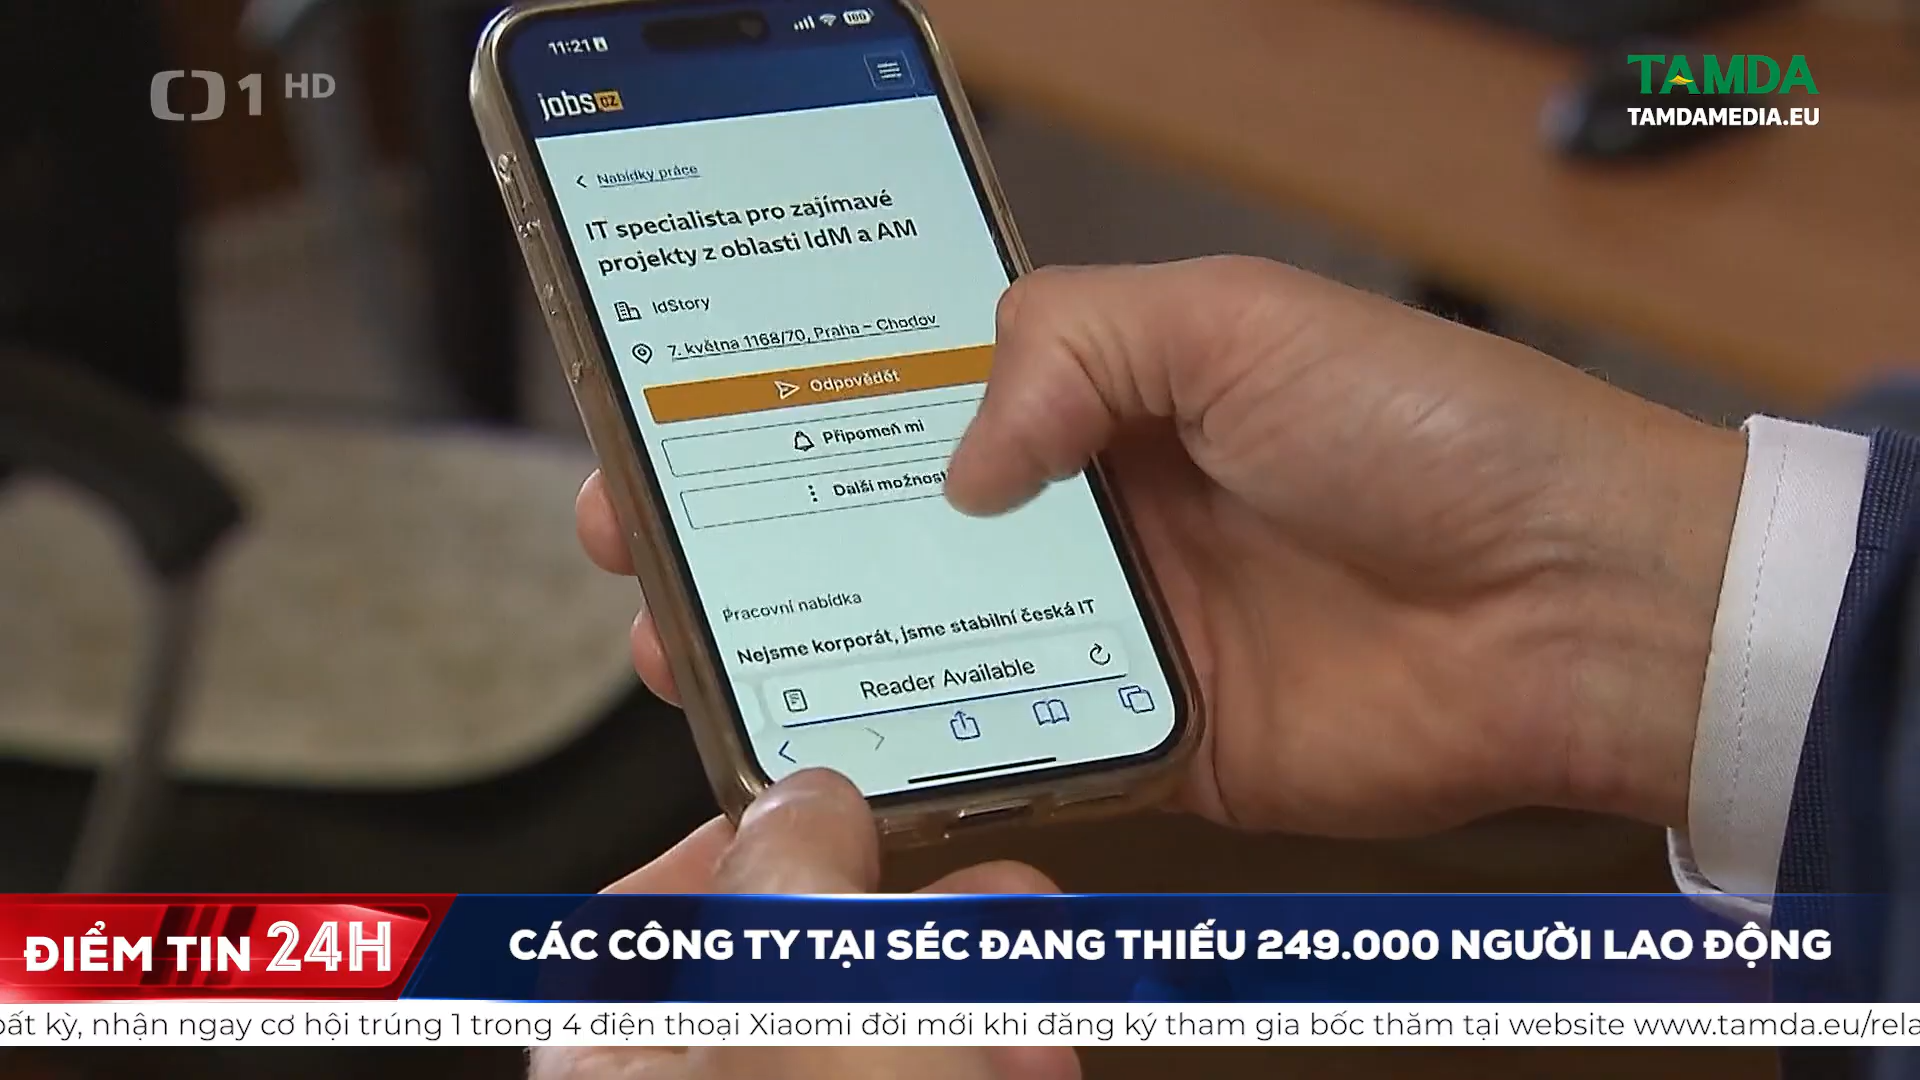 1 HD
TAMDA
TAMDAMEDIA.EU
11:21
100
jobs cz
Nabídky práce
IT specialista pro zajímavé
projekty z oblasti IdM a AM
IdStory
7. května 1168/70, Praha – Chodov
Odpovědět
Připomeň mi
Další možnost
Pracovní nabídka
Nejsme korporát, jsme stabilní česká IT
Reader Available
ĐIỂM TIN 24H
CÁC CÔNG TY TẠI SÉC ĐANG THIẾU 249.000 NGƯỜI LAO ĐỘNG
bất kỳ, nhận ngay cơ hội trúng 1 trong 4 điện thoại Xiaomi đời mới khi đăng ký tham gia bốc thăm tại website www.tamda.eu/rela